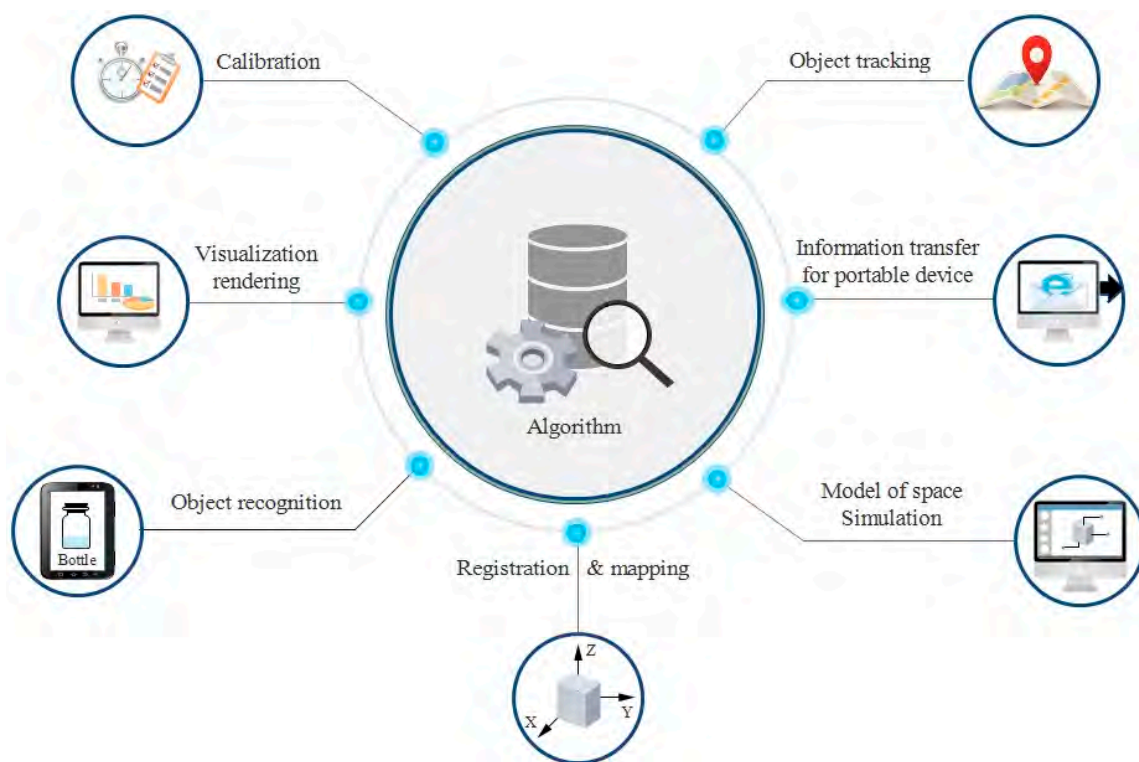 Calibration
Object tracking
Visualization
rendering
Information transfer
for portable device
Algorithm
Object recognition
Model of space
Simulation
Bottle
Registration & mapping
Z
X
Y